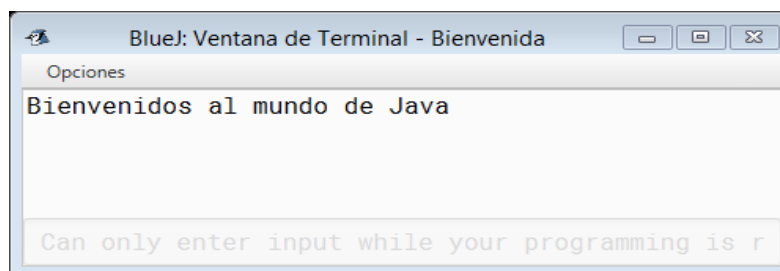 BlueJ: Ventana de Terminal - Bienvenida
Opciones
Bienvenidos al mundo de Java
Can only enter input while your programming is r